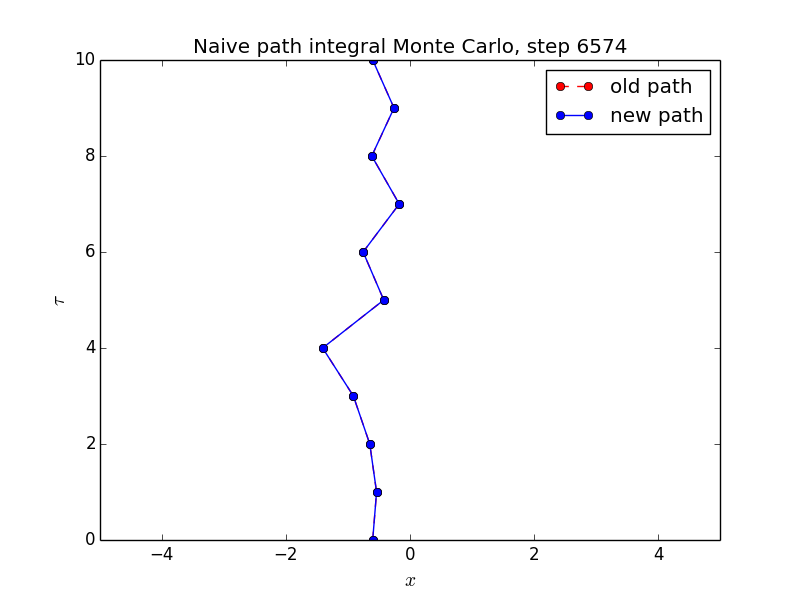 Naive path integral Monte Carlo, step 6574
10
old path
new path
8
6
τ
4
2
0
−4 −2 0 2 4
x